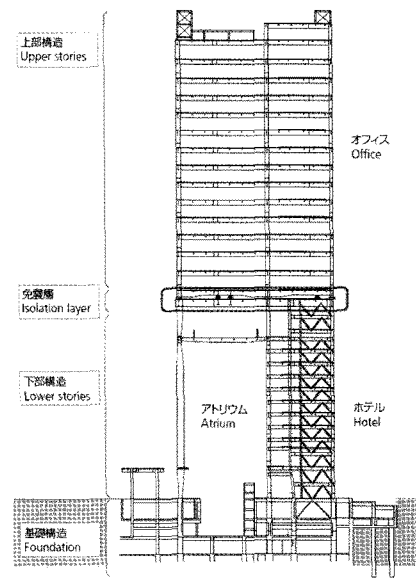 上部構造
Upper stories
オフィス
Office
免震層
Isolation layer
下部構造
Lower stories
アトリウム
Atrium
ホテル
Hotel
基礎構造
Foundation